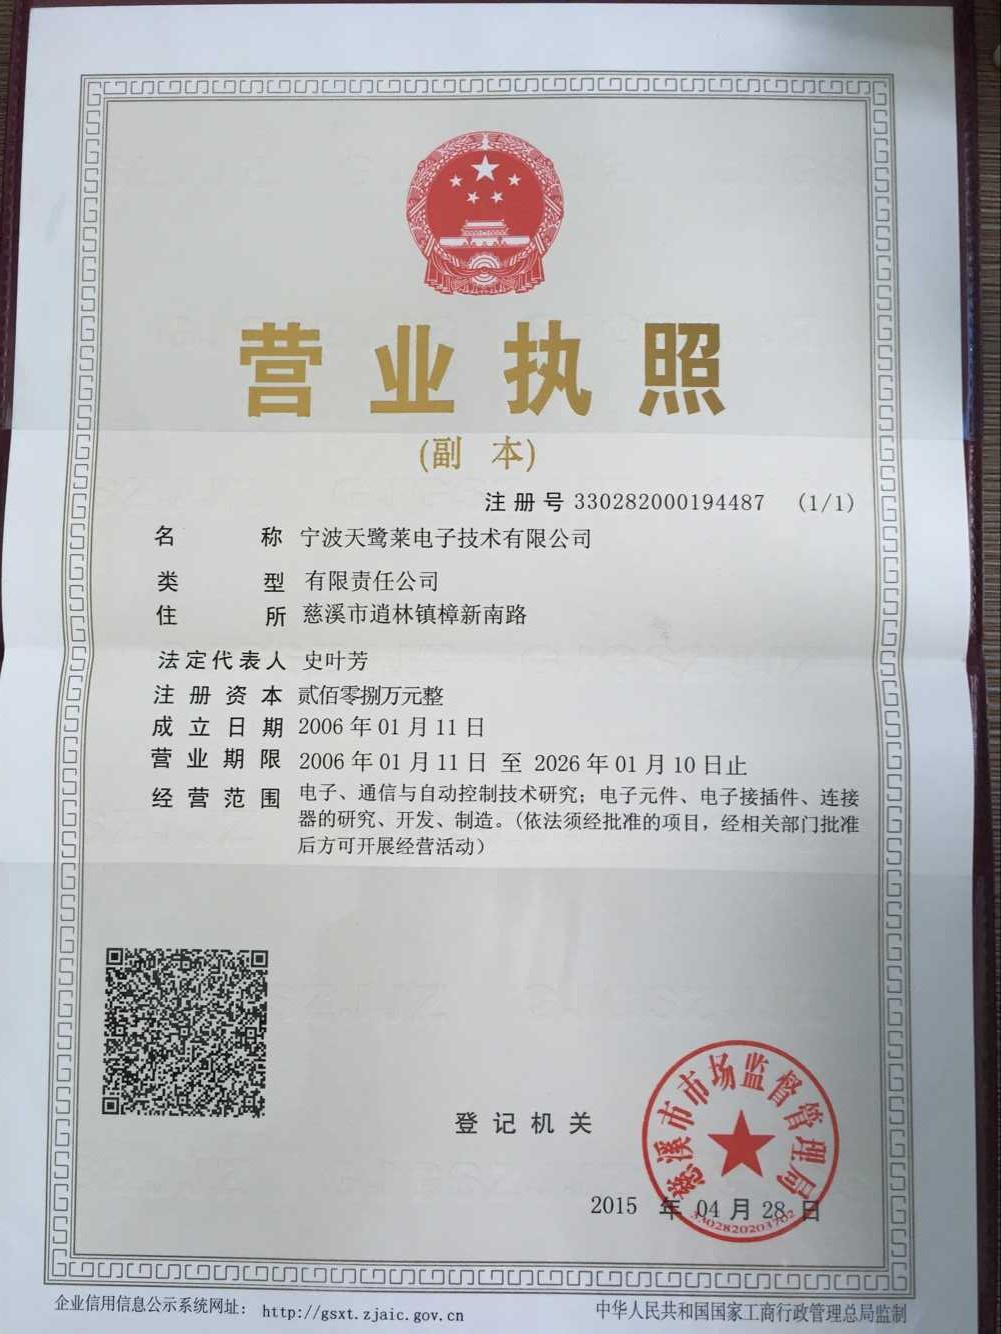 营业执照
(副 本)
注册号 330282000194487 (1/1)
名 称 宁波天鹭莱电子技术有限公司
类 型 有限责任公司
住 所 慈溪市逍林镇樟新南路
法定代表人 史叶芳
注册资本 贰佰零捌万元整
成立日期 2006 年 01 月 11 日
营业期限 2006 年 01 月 11 日 至 2026 年 01 月 10 日止
经营范围 电子、通信与自动控制技术研究；电子元件、电子接插件、连接
器的研究、开发、制造。(依法须经批准的项目，经相关部门批准
后方可开展经营活动)
慈溪市市场监督管理局
登记机关
2015 年 04 月 28 日
3302820203702
企业信用信息公示系统网址： http://gsxt.zjaic.gov.cn
中华人民共和国国家工商行政管理总局监制